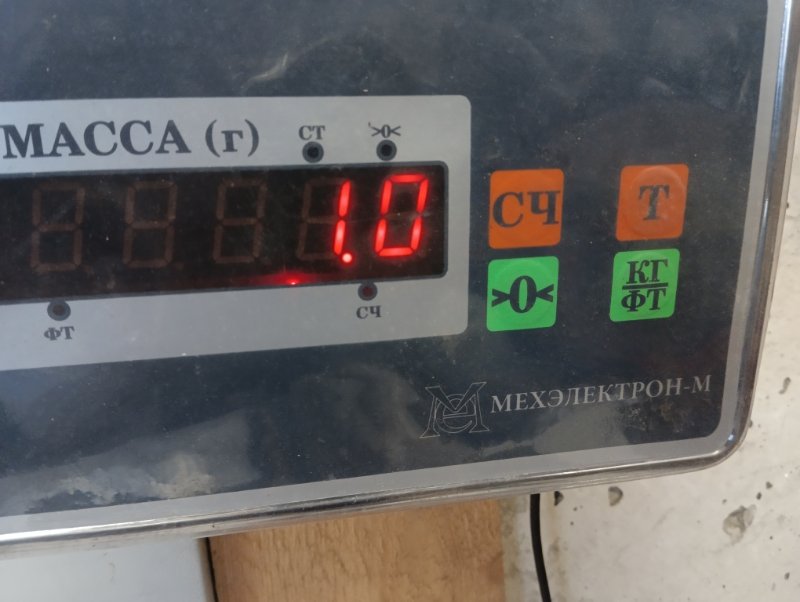 МАССА (г)
СТ
>0<
1.0
ФТ
СЧ
СЧ
Т
>0<
КГ
ФТ
МЕХЭЛЕКТРОН-М